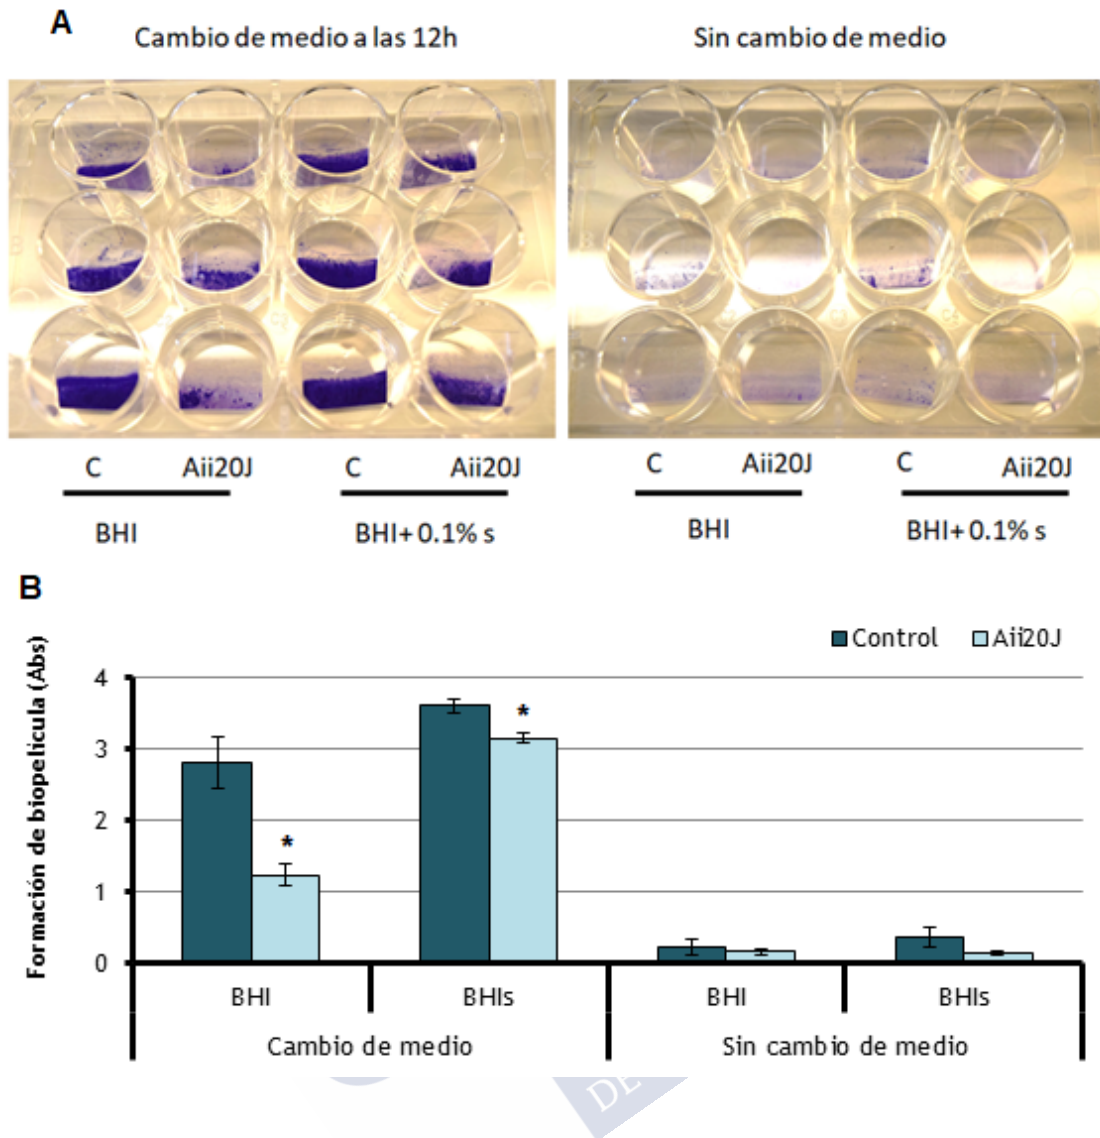 A
Cambio de medio a las 12h
Sin cambio de medio
C Aii20J C Aii20J
BHI BHI+ 0.1% s
C Aii20J C Aii20J
BHI BHI+ 0.1% s
B
Control Aii20J
Formación de biopelicula (Abs)
4
3
2
1
0
*
*
BHI BHIs BHI BHIs
Cambio de medio Sin cambio de medio
DE